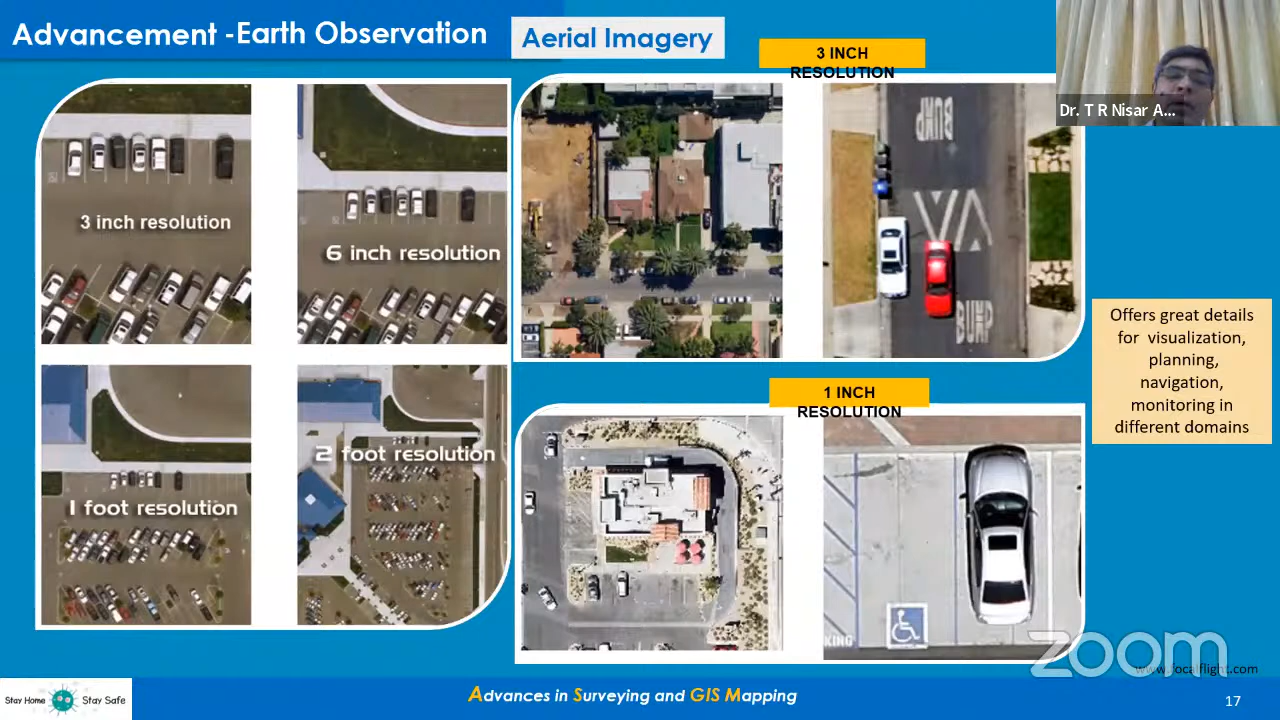 Advancement -Earth Observation
Aerial Imagery
3 INCH
RESOLUTION
Dr. T R Nisar A...
BUMP
3 inch resolution
6 inch resolution
BUMP
Offers great details
for visualization,
planning,
navigation,
monitoring in
different domains
1 INCH
RESOLUTION
1 foot resolution
2 foot resolution
KING
zoom
www.focalflight.com
Stay Home
Stay Safe
Advances in Surveying and GIS Mapping
17